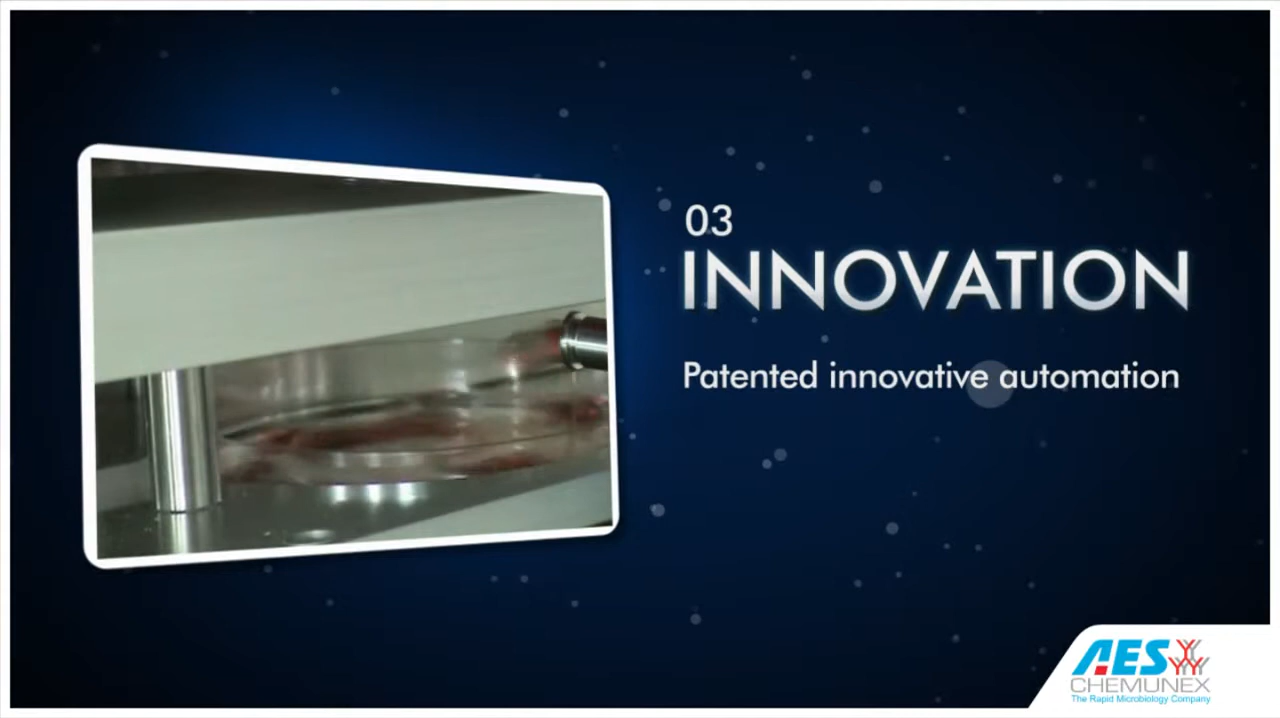 03
INNOVATION
Patented innovative automation
AES
CHEMUNEX
The Rapid Microbiology Company